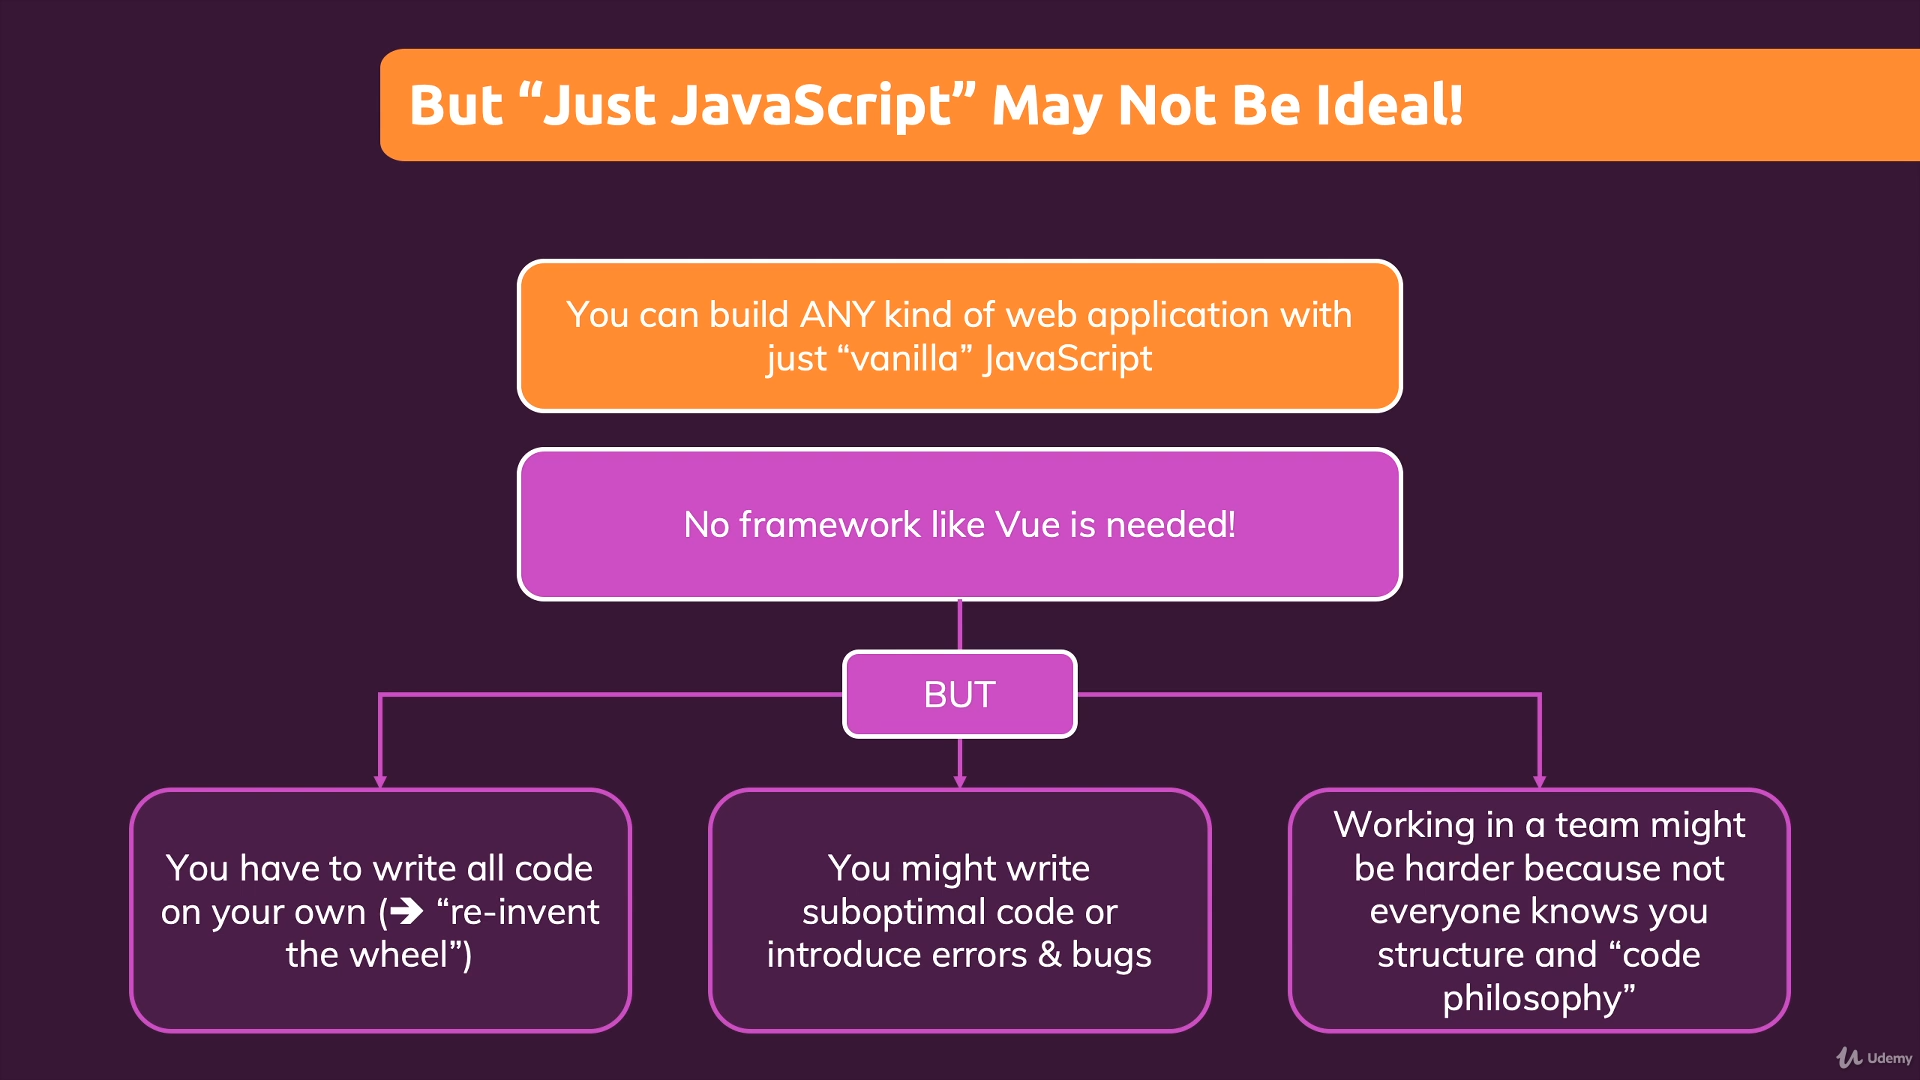 But “Just JavaScript” May Not Be Ideal!
You can build ANY kind of web application with
just “vanilla” JavaScript
No framework like Vue is needed!
BUT
You have to write all code
on your own (➔ “re-invent
the wheel”)
You might write
suboptimal code or
introduce errors & bugs
Working in a team might
be harder because not
everyone knows you
structure and “code
philosophy”
Udemy